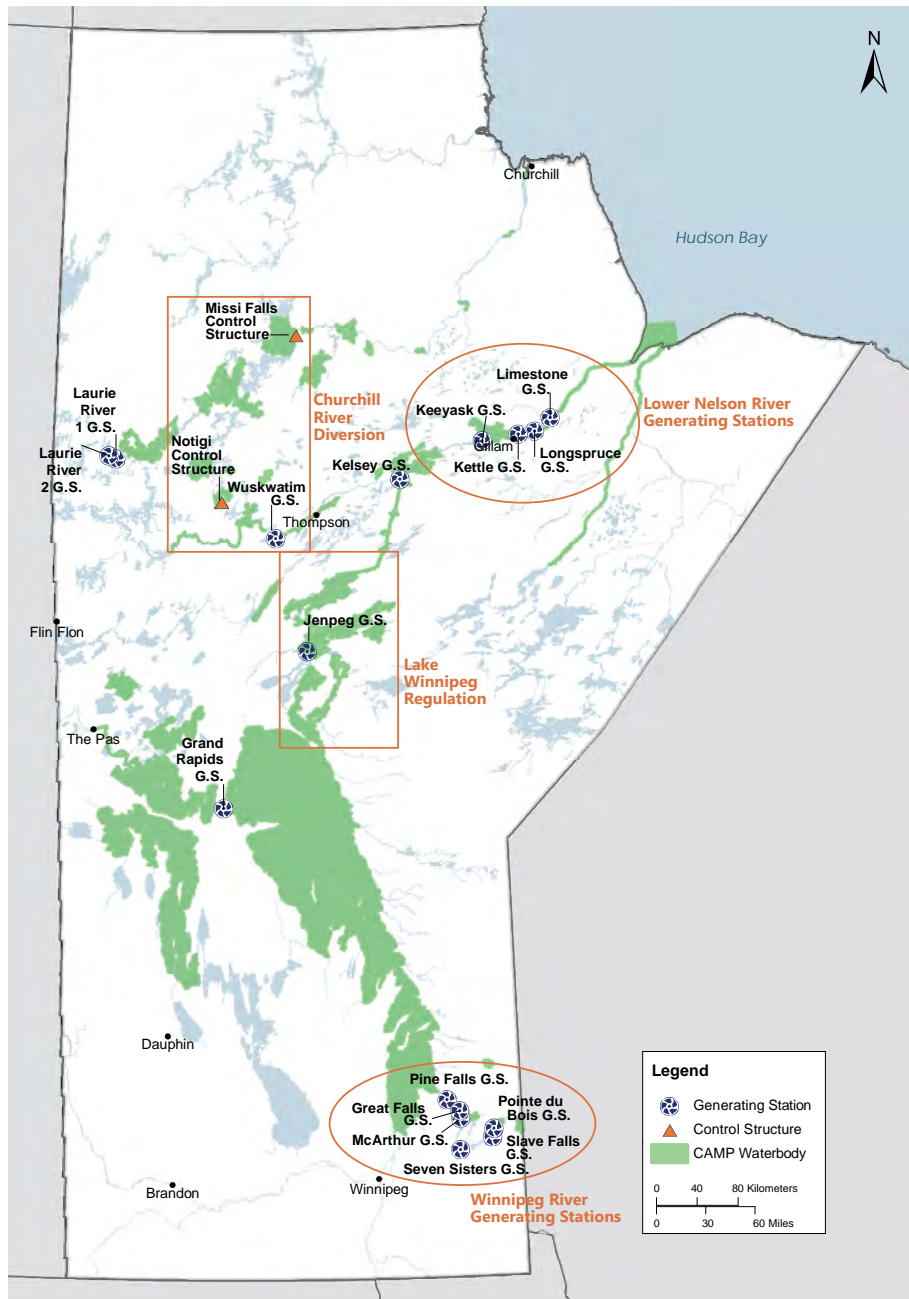 N
Churchill
Hudson Bay
Missi Falls
Control
Structure
Churchill
River
Diversion
Limestone
G.S.
Lower Nelson River
Generating Stations
Keeyask G.S.
Gillam
Kettle G.S.
Longspruce
G.S.
Laurie
River
1 G.S.
Laurie
River
2 G.S.
Notigi
Control
Structure
Kelsey G.S.
Wuskwatim
G.S.
Thompson
Flin Flon
Jenpeg G.S.
Lake
Winnipeg
Regulation
The Pas
Grand
Rapids
G.S.
Dauphin
Pine Falls G.S.
Great Falls
G.S.
Pointe du
Bois G.S.
McArthur G.S.
Slave Falls
G.S.
Seven Sisters G.S.
Brandon
Winnipeg
Winnipeg River
Generating Stations
Legend
Generating Station
Control Structure
CAMP Waterbody
0 40 80 Kilometers
0 30 60 Miles